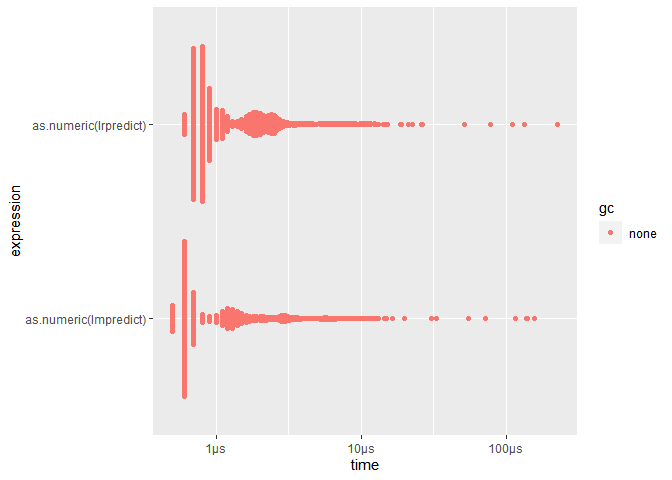 expression
as.numeric(lrpredict)
as.numeric(lmpredict)
1µs
10µs
100µs
time
gc
none